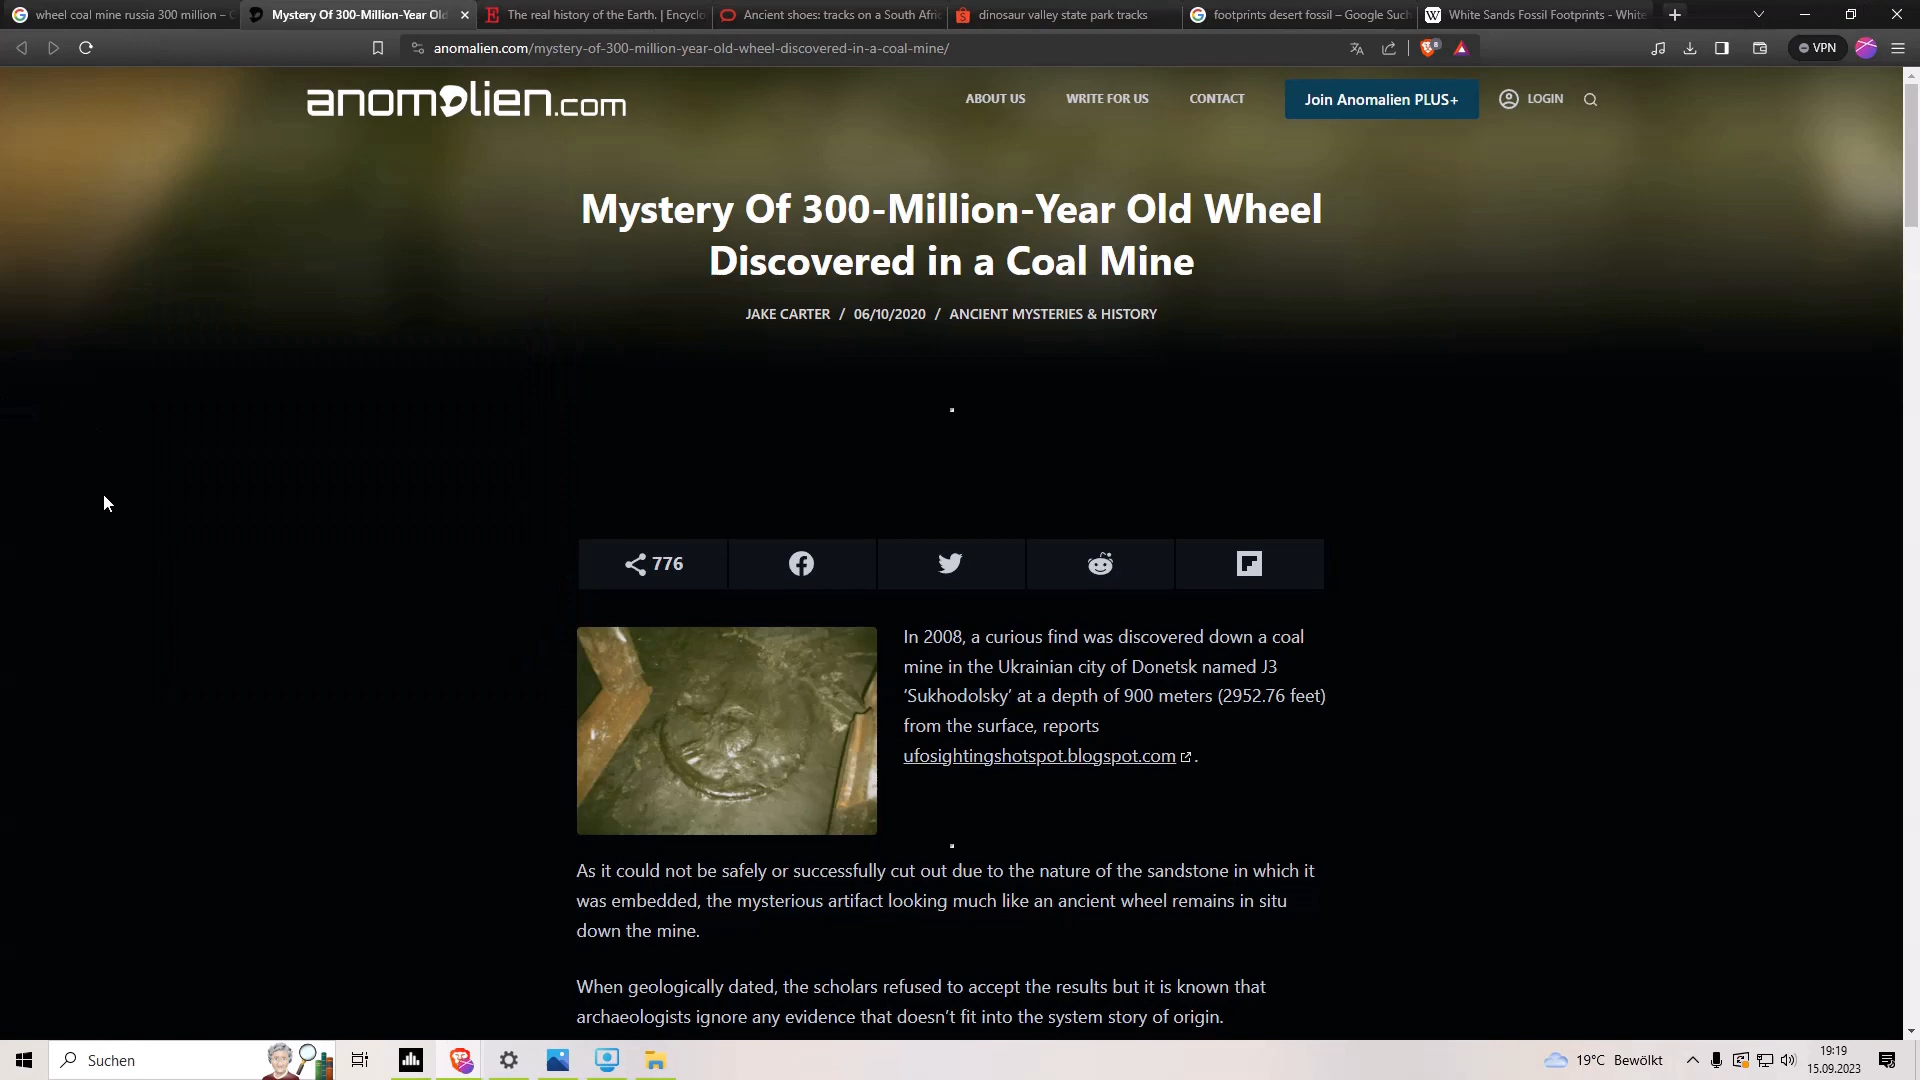 wheel coal mine russia 300 million – G
Mystery Of 300-Million-Year Old
The real history of the Earth. | Encyclo
Ancient shoes: tracks on a South Afri
dinosaur valley state park tracks
footprints desert fossil – Google Such
White Sands Fossil Footprints - White
anomalien.com/mystery-of-300-million-year-old-wheel-discovered-in-a-coal-mine/
8
VPN
anomalien.com
ABOUT US
WRITE FOR US
CONTACT
Join Anomalien PLUS+
LOGIN
Mystery Of 300-Million-Year Old Wheel
Discovered in a Coal Mine
JAKE CARTER / 06/10/2020 / ANCIENT MYSTERIES & HISTORY
776
In 2008, a curious find was discovered down a coal
mine in the Ukrainian city of Donetsk named J3
‘Sukhodolsky’ at a depth of 900 meters (2952.76 feet)
from the surface, reports
ufosightingshotspot.blogspot.com .
As it could not be safely or successfully cut out due to the nature of the sandstone in which it
was embedded, the mysterious artifact looking much like an ancient wheel remains in situ
down the mine.
When geologically dated, the scholars refused to accept the results but it is known that
archaeologists ignore any evidence that doesn’t fit into the system story of origin.
Suchen
19°C Bewölkt
19:19
15.09.2023